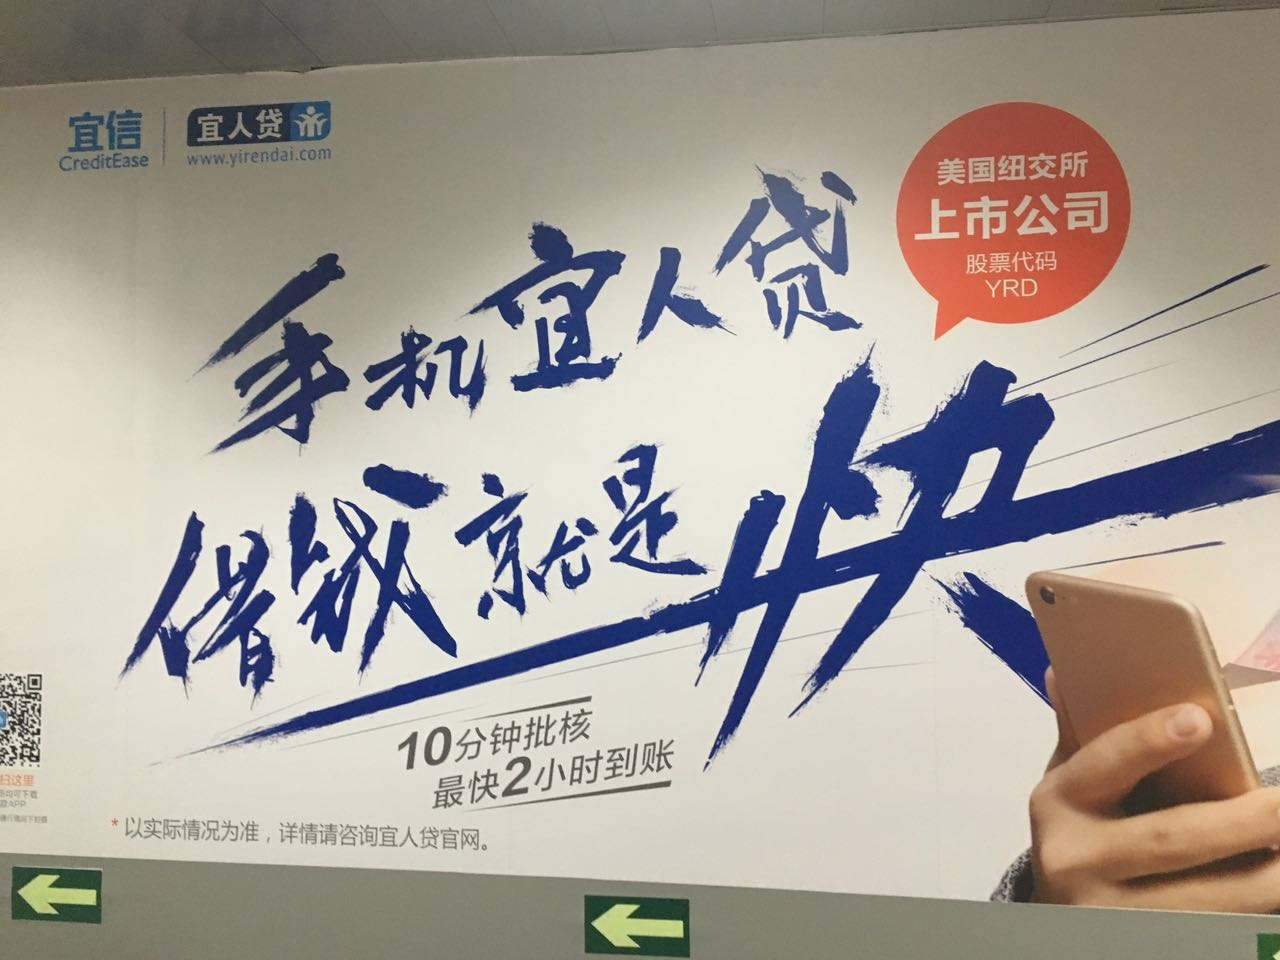 宜信
CreditEase
宜人贷
www.yirendai.com
美国纽交所
上市公司
股票代码
YRD
手机宜人贷
借钱就是快
10分钟批核
最快2小时到账
扫这里
* 以实际情况为准，详情请咨询宜人贷官网。